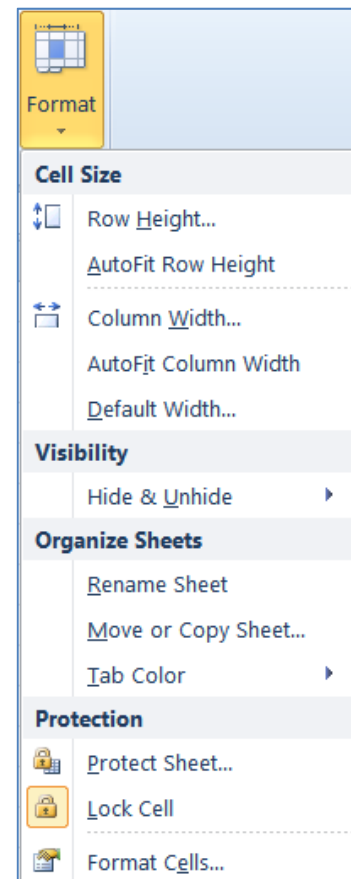 Format
Cell Size
Row Height...
AutoFit Row Height
Column Width...
AutoFit Column Width
Default Width...
Visibility
Hide & Unhide
Organize Sheets
Rename Sheet
Move or Copy Sheet...
Tab Color
Protection
Protect Sheet...
Lock Cell
Format Cells...